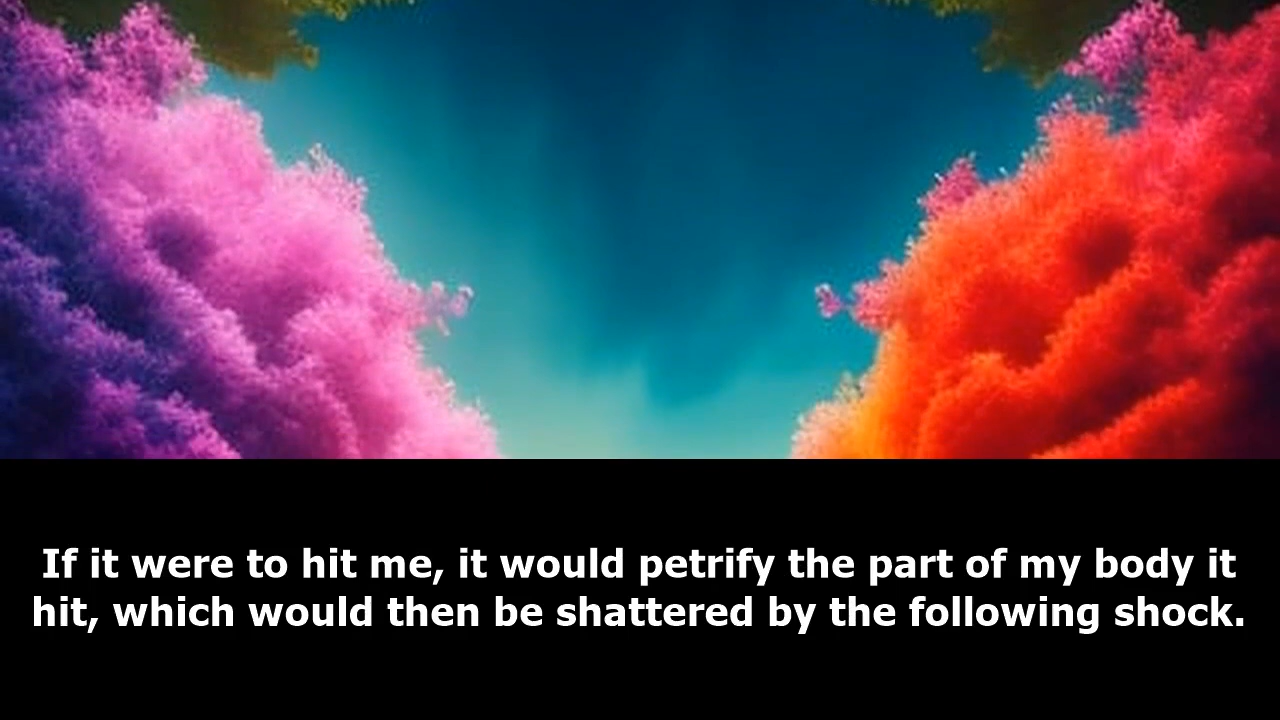 If it were to hit me, it would petrify the part of my body it
hit, which would then be shattered by the following shock.